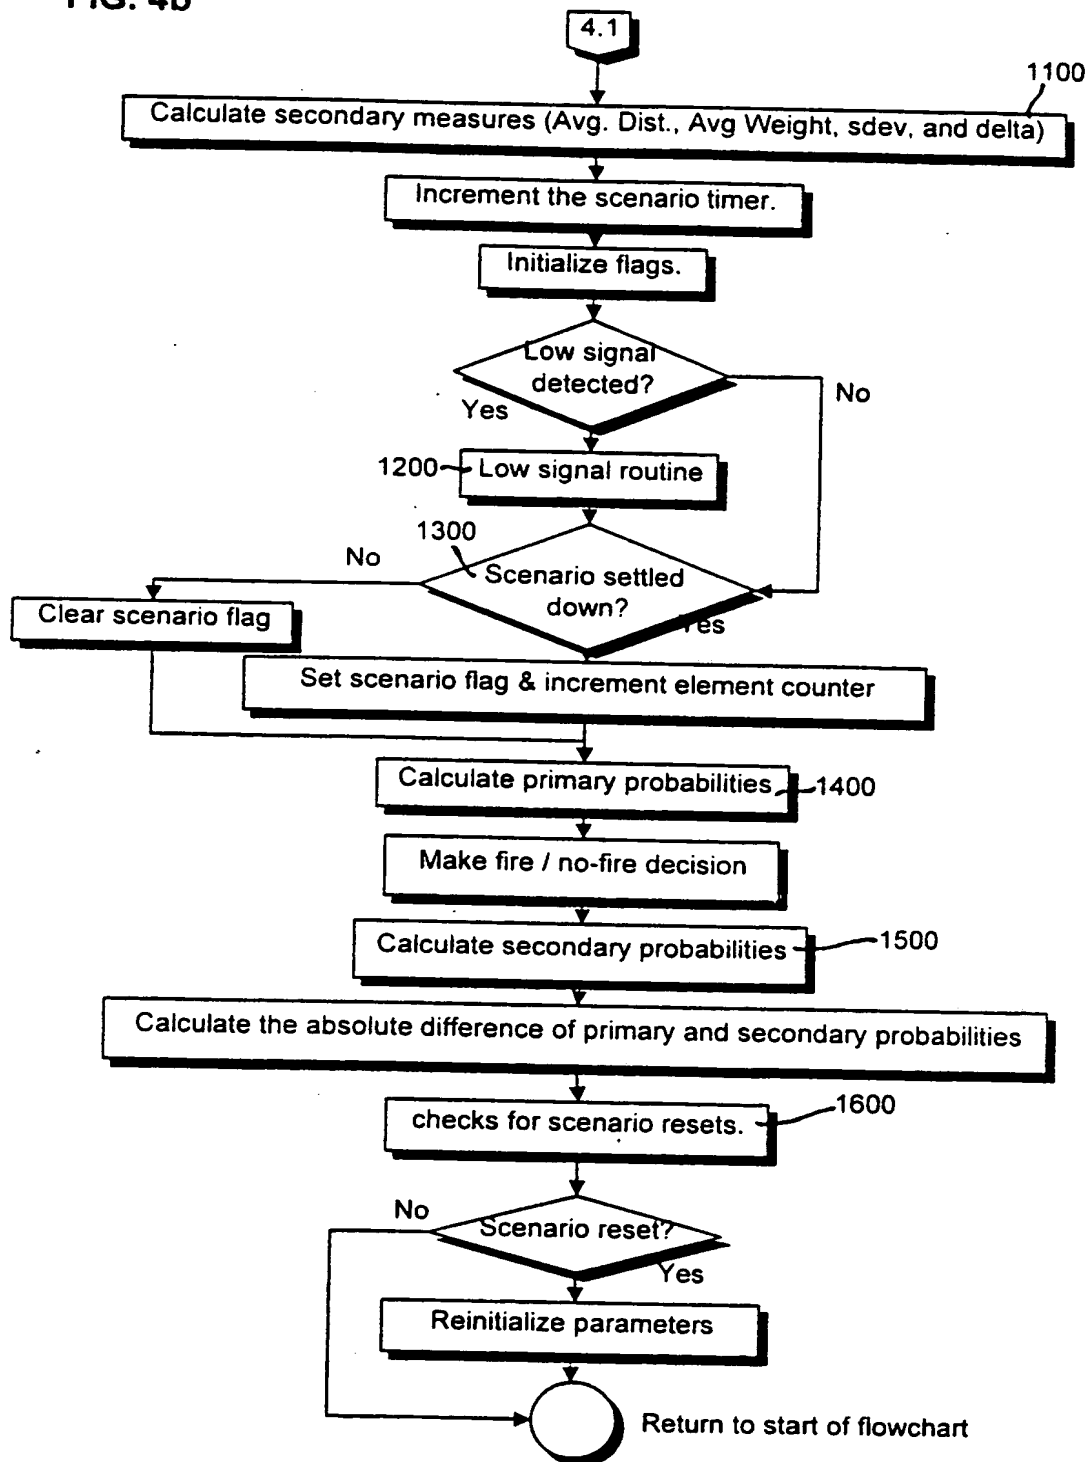 FIG. 4b
4.1
1100
Calculate secondary measures (Avg. Dist., Avg Weight, sdev, and delta)
Increment the scenario timer.
Initialize flags.
Low signal
detected?
No
Yes
1200
Low signal routine
1300
No
Scenario settled
down?
Yes
Clear scenario flag
Set scenario flag & increment element counter
Calculate primary probabilities
1400
Make fire / no-fire decision
Calculate secondary probabilities
1500
Calculate the absolute difference of primary and secondary probabilities
checks for scenario resets.
1600
No
Scenario reset?
Yes
Reinitialize parameters
Return to start of flowchart